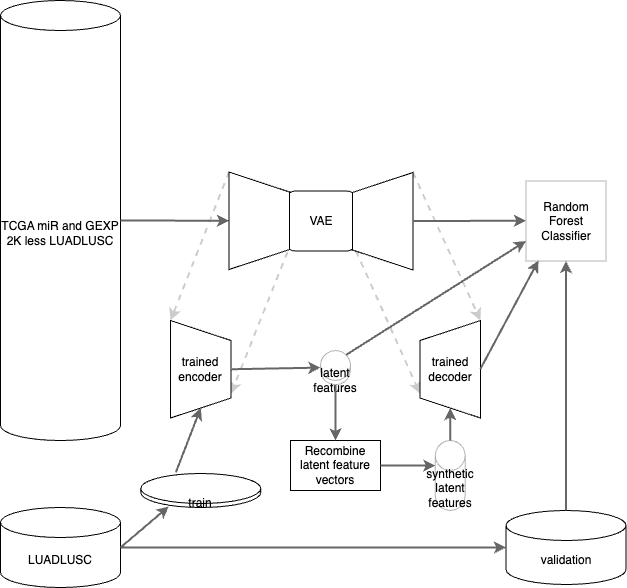 TCGA miR and GEXP
2K less LUADLUSC
VAE
Random
Forest
Classifier
trained
encoder
latent
features
trained
decoder
Recombine
latent feature
vectors
synthetic
latent
features
train
LUADLUSC
validation